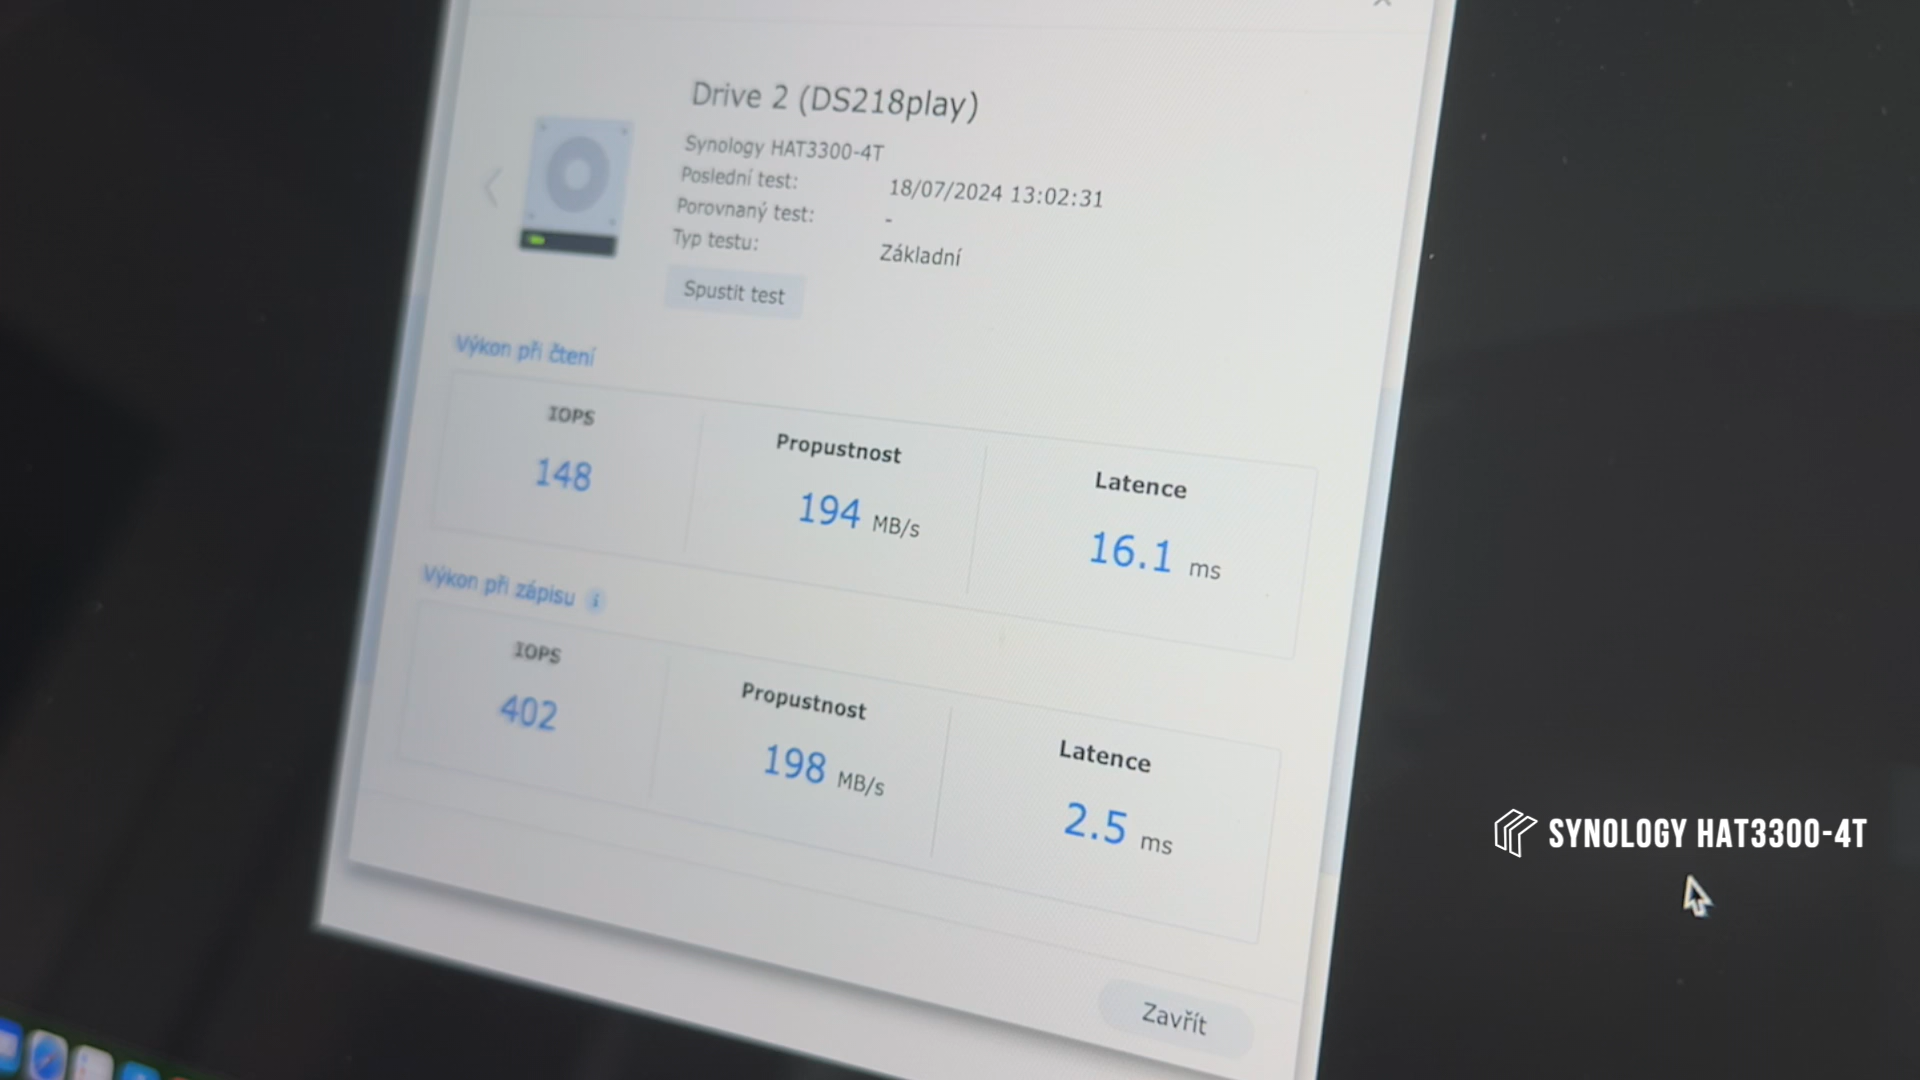 Drive 2 (DS218play)
Synology HAT3300-4T
Poslední test: 18/07/2024 13:02:31
Porovnaný test: -
Typ testu: Základní
Spustit test
Výkon při čtení
IOPS Propustnost Latence
148 194 MB/s 16.1 ms
Výkon při zápisu i
IOPS Propustnost Latence
402 198 MB/s 2.5 ms
Zavřít
SYNOLOGY HAT3300-4T